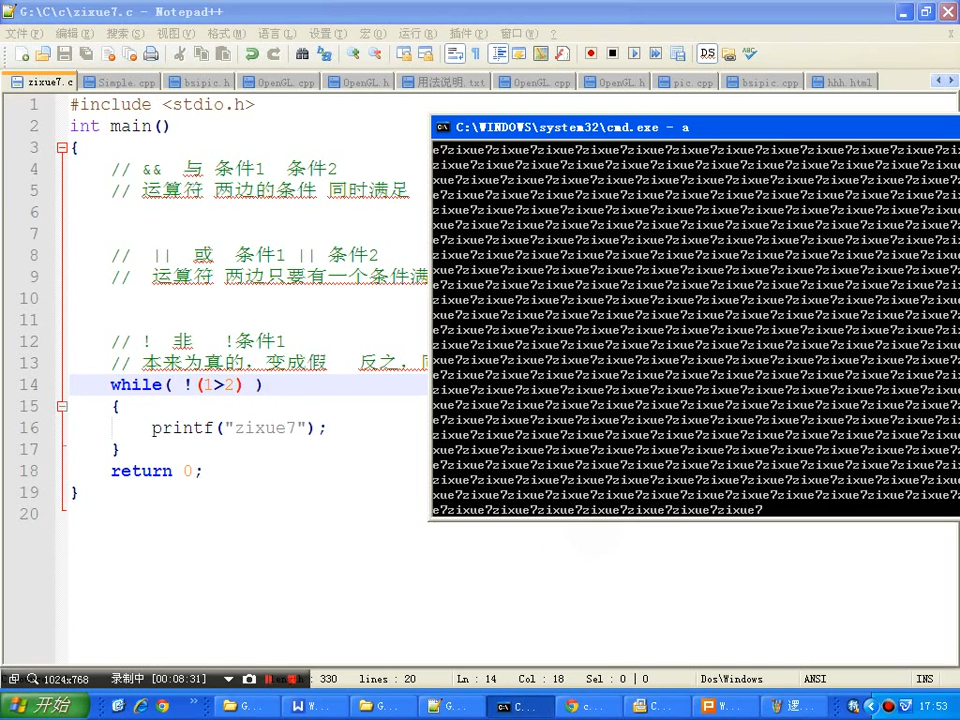 G:\C\c\zixue7.c - Notepad++
文件(F) 编辑(E) 搜索(S) 视图(V) 格式(M) 语言(L) 设置(T) 宏(O) 运行(R) 插件(P) 窗口(W) ? X
zixue7.c Simple.cpp bsipic.h OpenGL.cpp OpenGL.h 用法说明.txt OpenGL.cpp OpenGL.h pic.cpp bsipic.cpp hhh.html
1 #include <stdio.h>
2 int main()
3 {
4 // && 与 条件1 条件2
5 // 运算符 两边的条件 同时满足
6
7
8 // || 或 条件1 || 条件2
9 // 运算符 两边只要有一个条件满
10
11
12 // ! 非 !条件1
13 // 本来为真的, 变成假 反之,
14 while( !(1>2) )
15 {
16 printf("zixue7");
17 }
18 return 0;
19 }
20
C:\WINDOWS\system32\cmd.exe - a
e7zixue7zixue7zixue7zixue7zixue7zixue7zixue7zixue7zixue7zixue7zixue7
e7zixue7zixue7zixue7zixue7zixue7zixue7
1024x768 录制中 [00:08:31] 330 lines : 20 Ln : 14 Col : 18 Sel : 0 | 0 Dos\Windows ANSI INS
开始 G... W... G... G... C... c... C... W... 逻... 17:53